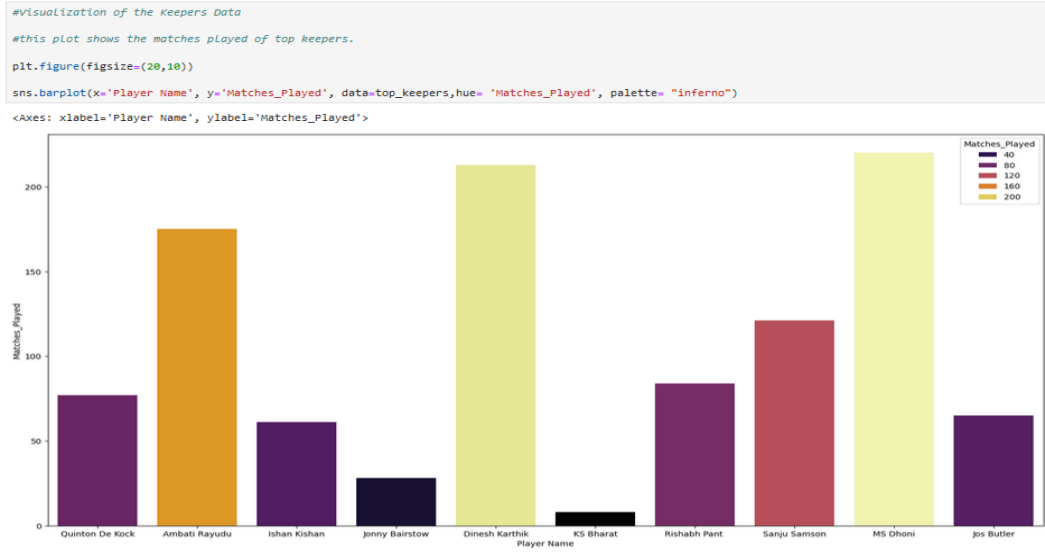 #Visualization of the Keepers Data
#this plot shows the matches played of top keepers.
plt.figure(figsize=(20,10))
sns.barplot(x='Player Name', y='Matches_Played', data=top_keepers,hue= 'Matches_Played', palette= "inferno")
<Axes: xlabel='Player Name', ylabel='Matches_Played'>
Matches_Played
40
80
120
160
200
Matches_Played
200
150
100
50
0
Quinton De Kock Ambati Rayudu Ishan Kishan Jonny Bairstow Dinesh Karthik KS Bharat Rishabh Pant Sanju Samson MS Dhoni Jos Butler
Player Name